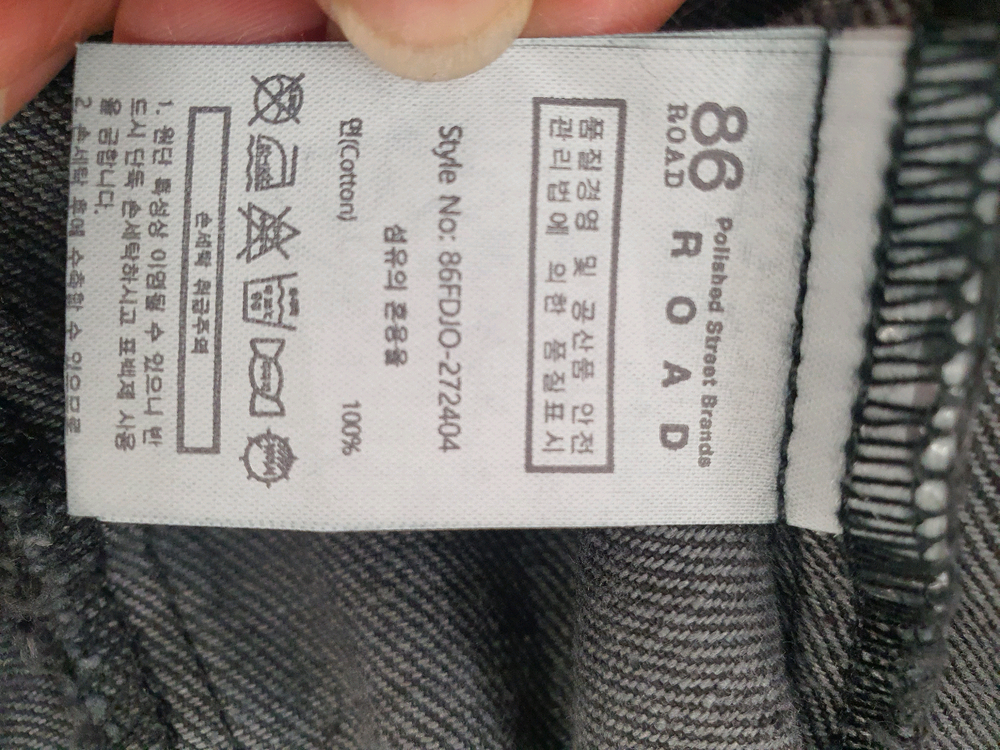 86
ROAD
Polished Street Brands
R O A D
품질경영 및 공산품 안전
관리법에 의한 품질표시
Style No: 86FDJO-272404
섬유의 혼용율
면(Cotton) 100%
손세탁 취급주의
1. 원단 특성상 이염될 수 있으니 반
드시 단독 손세탁하시고 표백제 사용
을 금합니다.
2. 손세탁 후에 수축할 수 있으므로